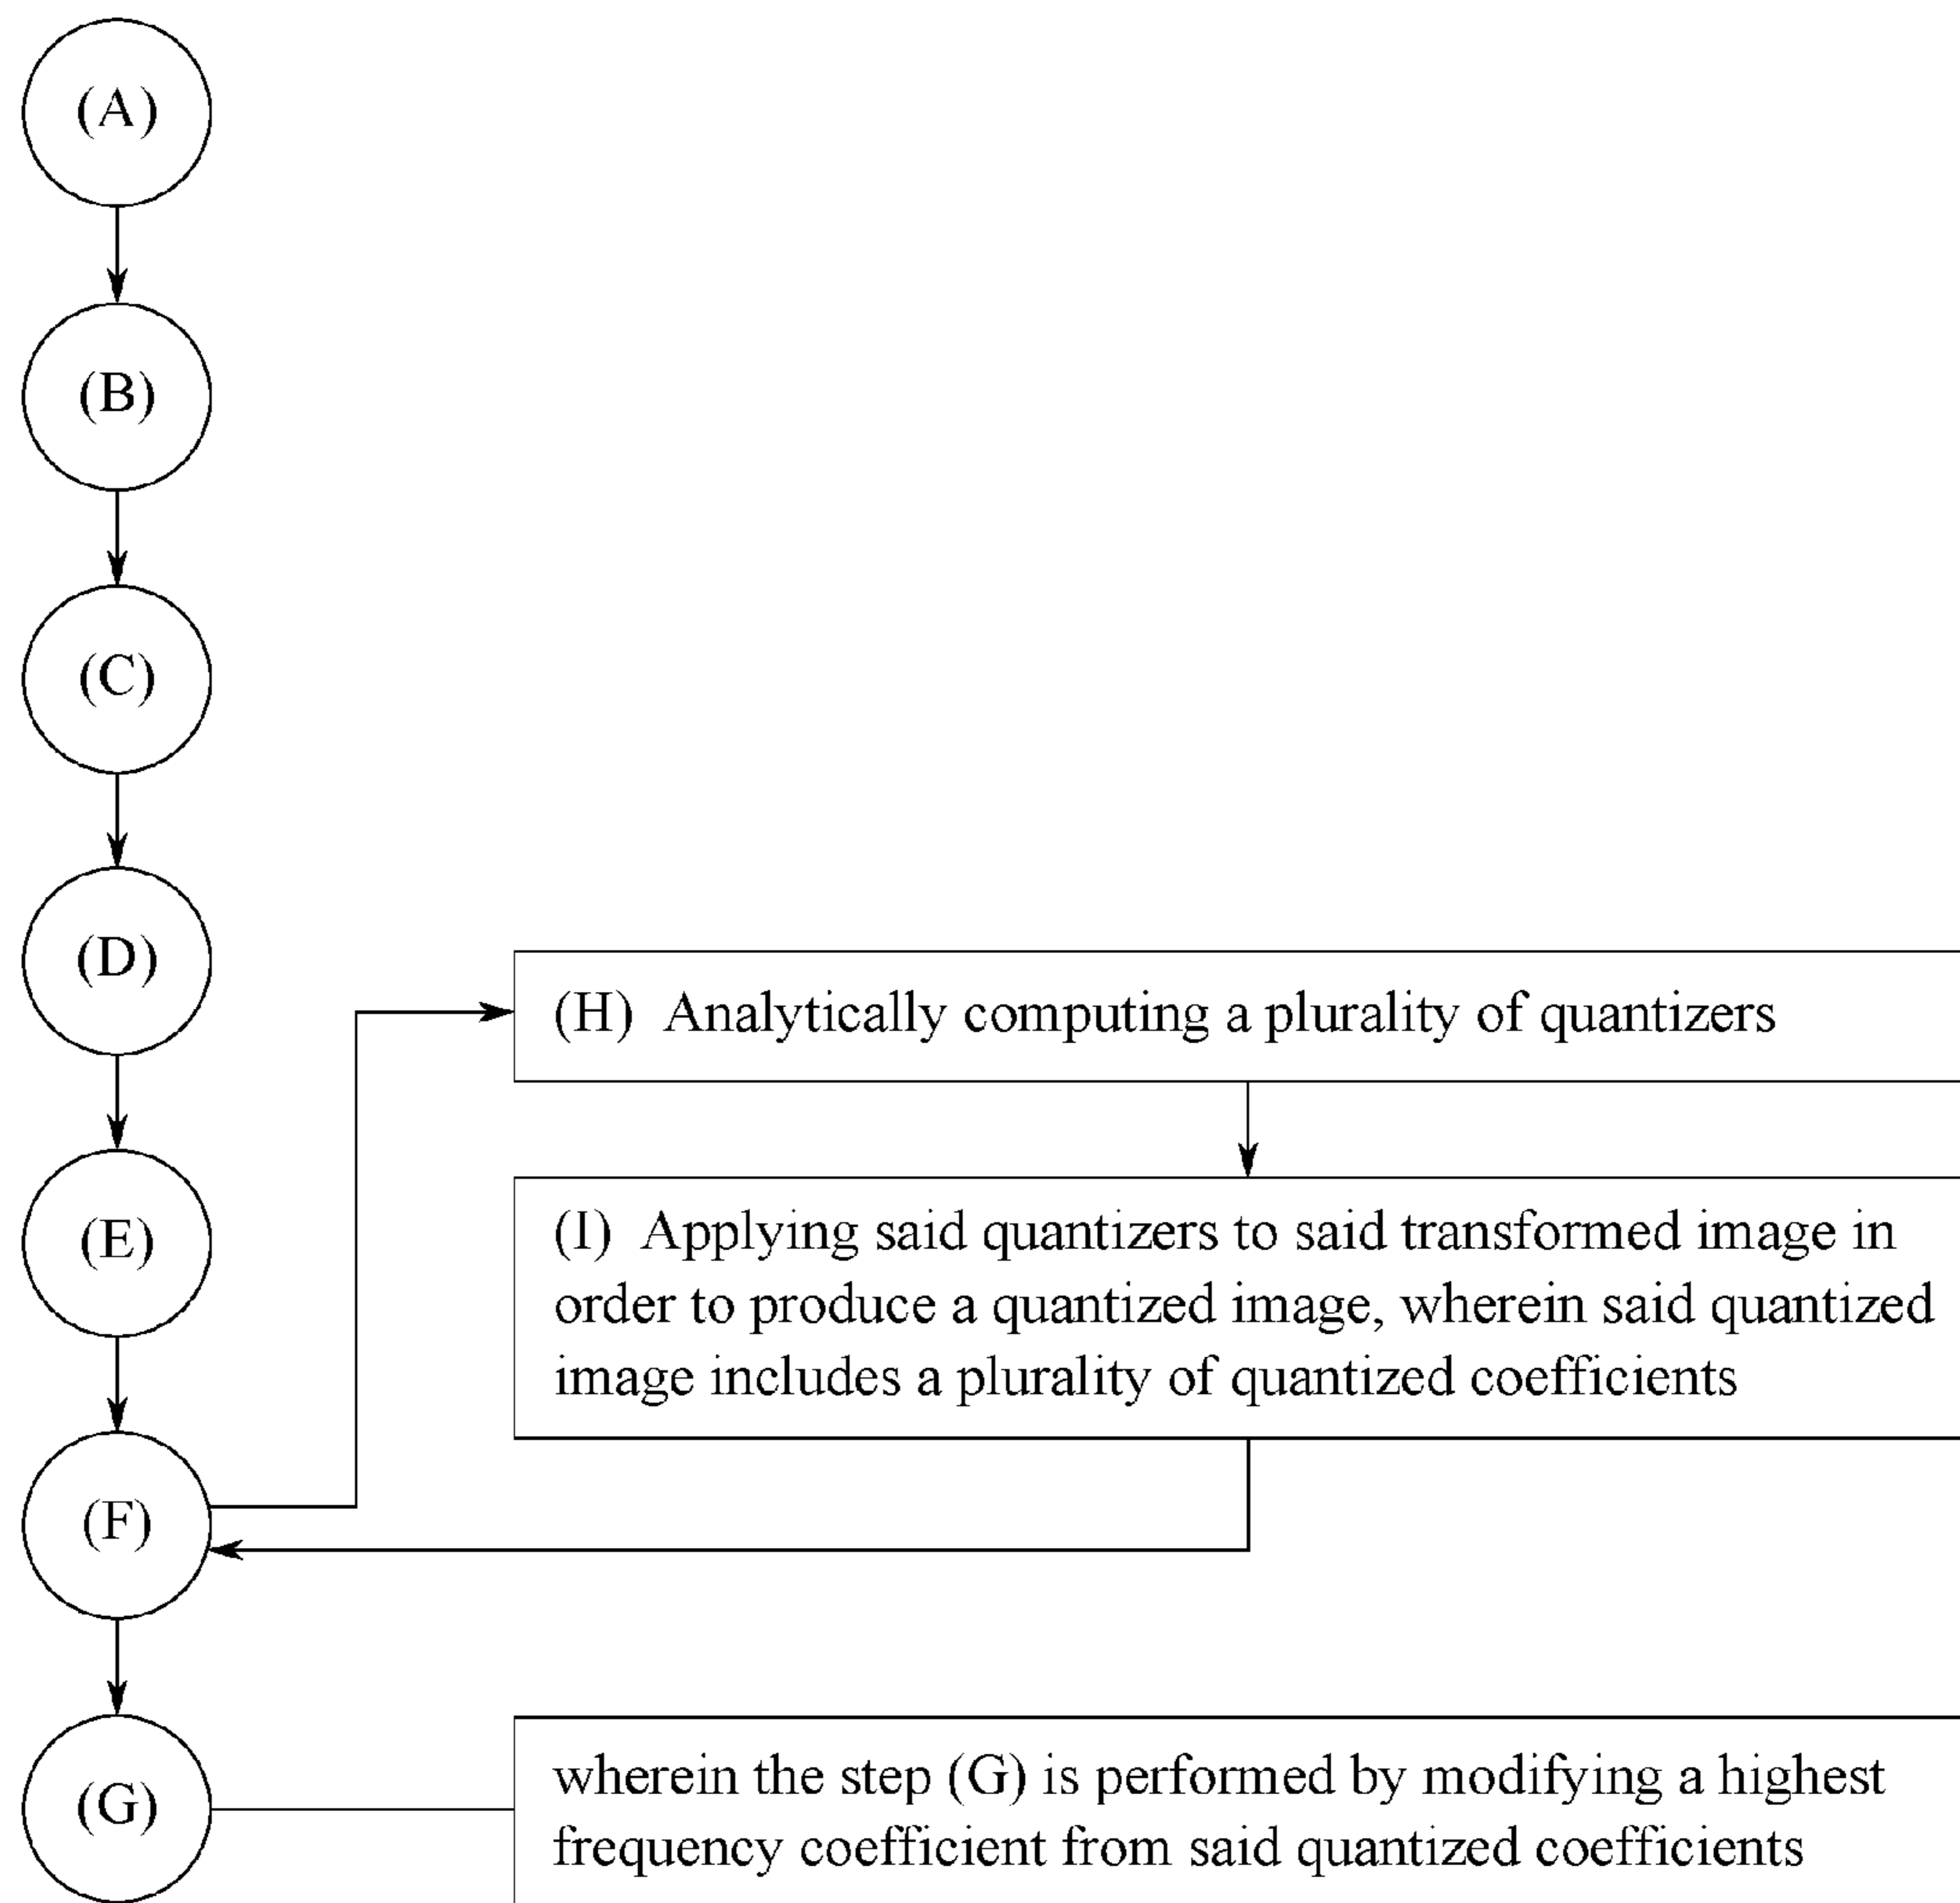 (A)
(B)
(C)
(D)
(H) Analytically computing a plurality of quantizers
(I) Applying said quantizers to said transformed image in
order to produce a quantized image, wherein said quantized
image includes a plurality of quantized coefficients
(E)
(F)
(G)
wherein the step (G) is performed by modifying a highest
frequency coefficient from said quantized coefficients